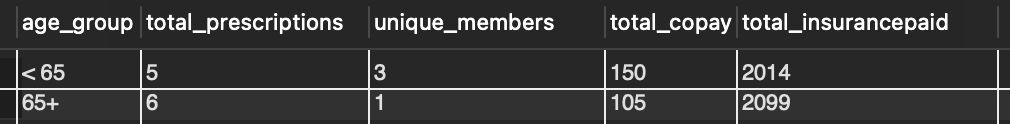 age_group total_prescriptions unique_members total_copay total_insurancepaid
< 65 5 3 150 2014
65+ 6 1 105 2099